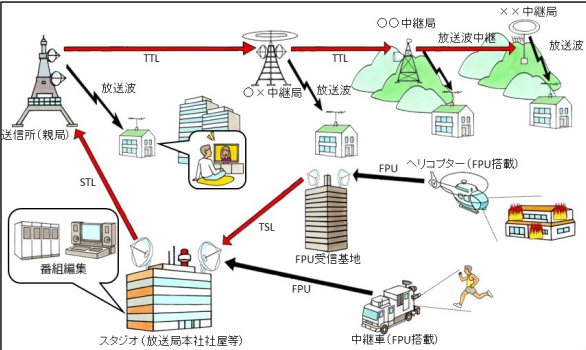 ××中継局
〇〇中継局
放送波中継
放送波
TTL
TTL
放送波
〇×中継局
放送波
送信所(親局)
ヘリコプター(FPU搭載)
FPU
STL
TSL
FPU受信基地
番組編集
FPU
スタジオ(放送局本社社屋等)
中継車(FPU搭載)